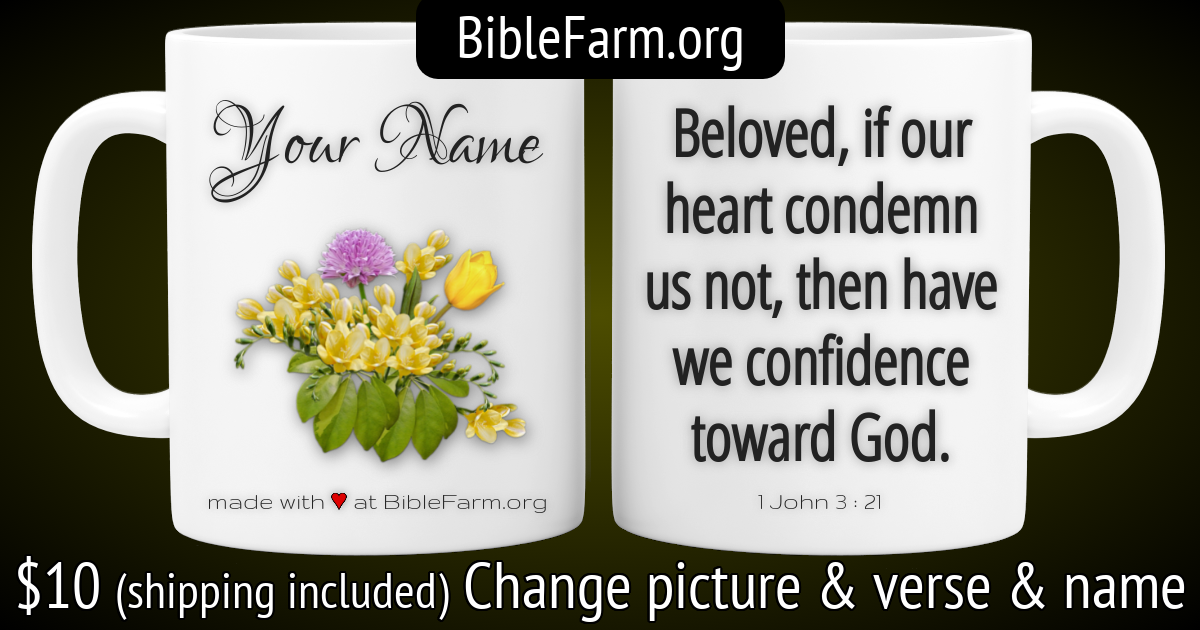 BibleFarm.org
Your Name
made with ♥ at BibleFarm.org
Beloved, if our
heart condemn
us not, then have
we confidence
toward God.
1 John 3 : 21
$10 (shipping included) Change picture & verse & name